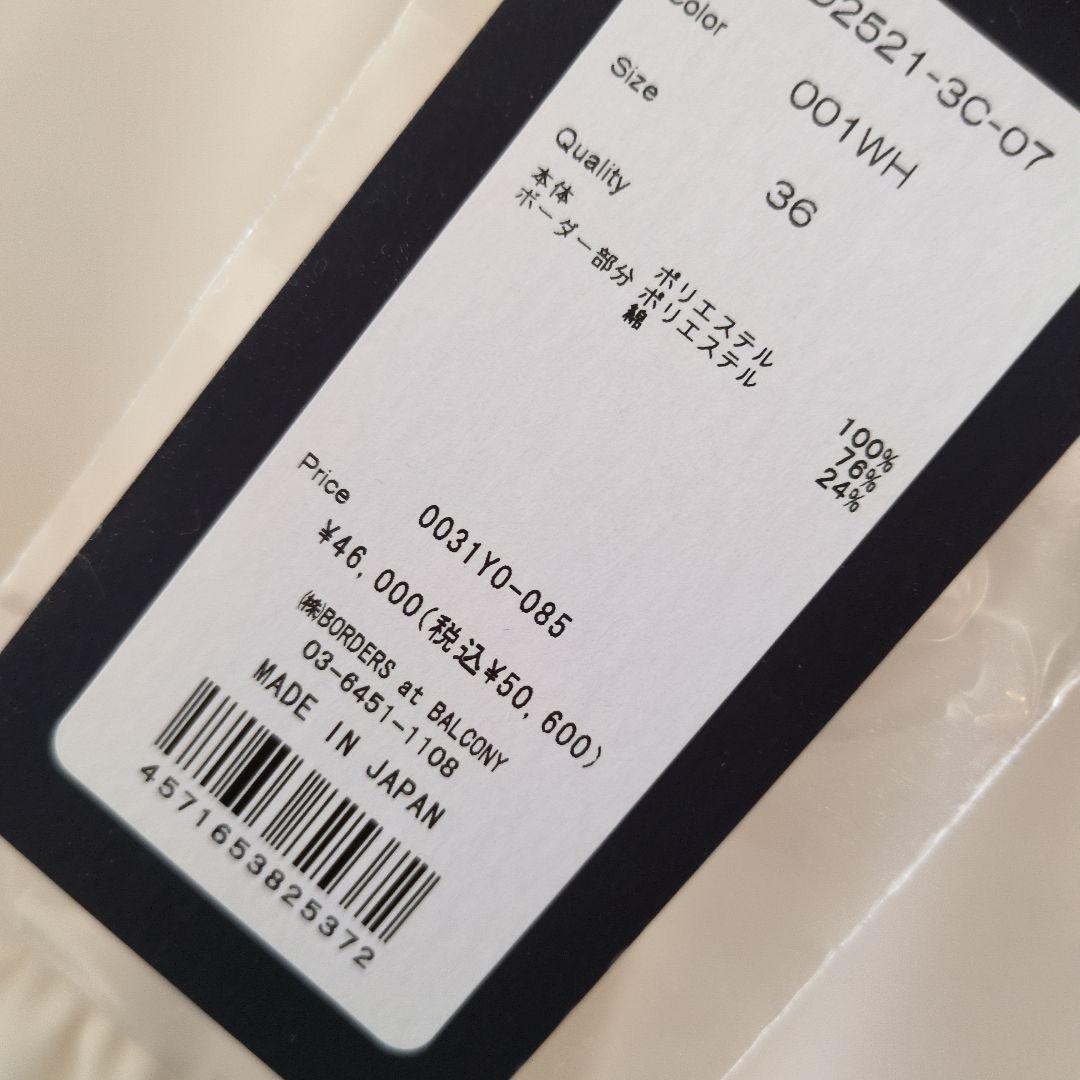 D2521-3C-07
Color 001WH
Size 36
Quality
本体 ポリエステル 100%
ボーダー部分 ポリエステル 76%
綿 24%
0031Y0-085
Price ¥46,000(税込¥50,600)
㈱BORDERS at BALCONY
03-6451-1108
MADE IN JAPAN
4571653825372